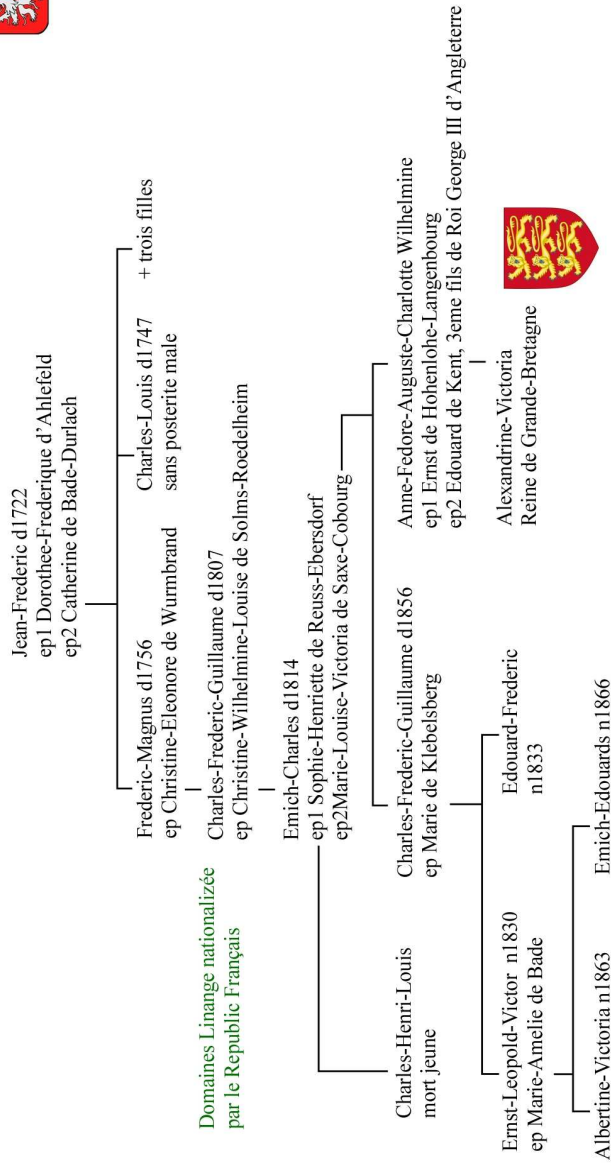 Jean-Frederic d1722
ep1 Dorothee-Frederique d'Ahlefeld
ep2 Catherine de Bade-Durlach
Frederic-Magnus d1756
ep Christine-Eleonore de Wurmbrand
Charles-Louis d1747
sans posterite male
+ trois filles
Domaines Linange nationalizée
par le Republic Français
Charles-Frederic-Guillaume d1807
ep Christine-Wilhelmine-Louise de Solms-Roedelheim
Emich-Charles d1814
ep1 Sophie-Henriette de Reuss-Ebersdorf
ep2Marie-Louise-Victoria de Saxe-Cobourg
Charles-Henri-Louis
mort jeune
Charles-Frederic-Guillaume d1856
ep Marie de Klebelsberg
Anne-Fedore-Auguste-Charlotte Wilhelmine
ep1 Ernst de Hohenlohe-Langenbourg
ep2 Edouard de Kent, 3eme fils de Roi George III d'Angleterre
Ernst-Leopold-Victor n1830
ep Marie-Amelie de Bade
Edouard-Frederic
n1833
Alexandrine-Victoria
Reine de Grande-Bretagne
Albertine-Victoria n1863
Emich-Edouards n1866